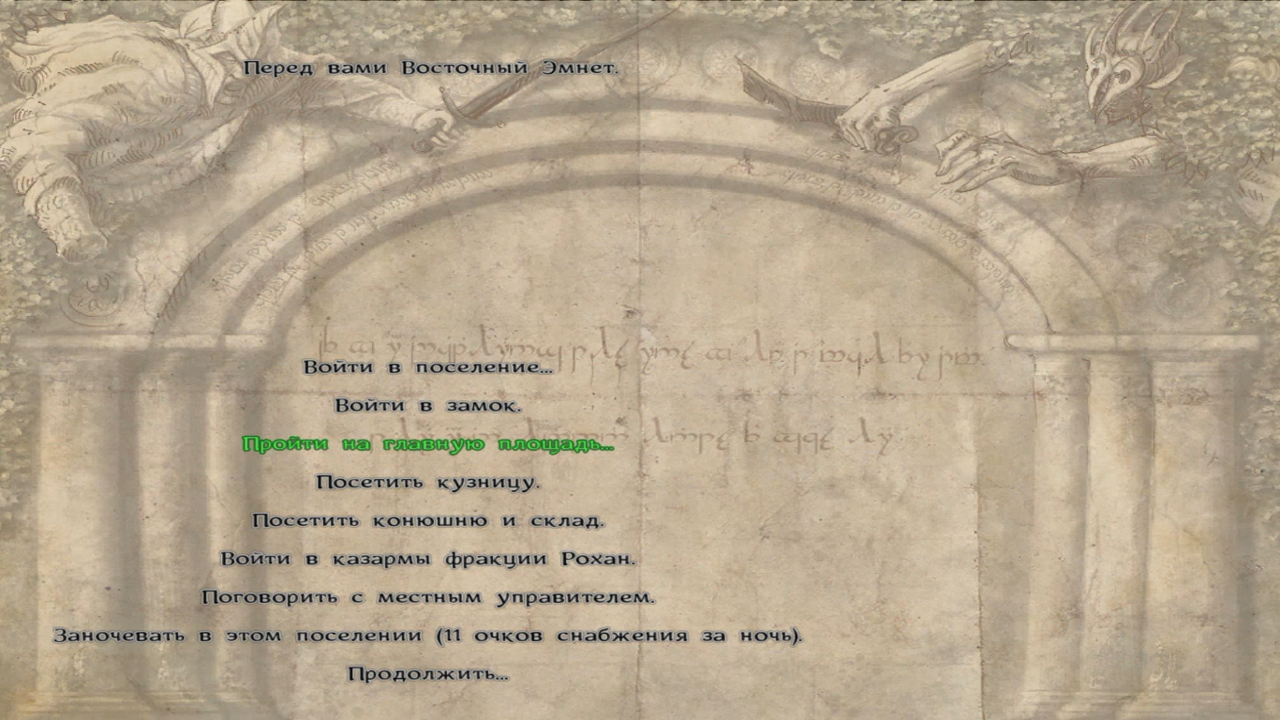 Перед вами Восточный Эмнет.
Войти в поселение...
Войти в замок.
Пройти на главную площадь...
Посетить кузницу.
Посетить конюшню и склад.
Войти в казармы фракции Рохан.
Поговорить с местным управителем.
Заночевать в этом поселении (11 очков снабжения за ночь).
Продолжить...